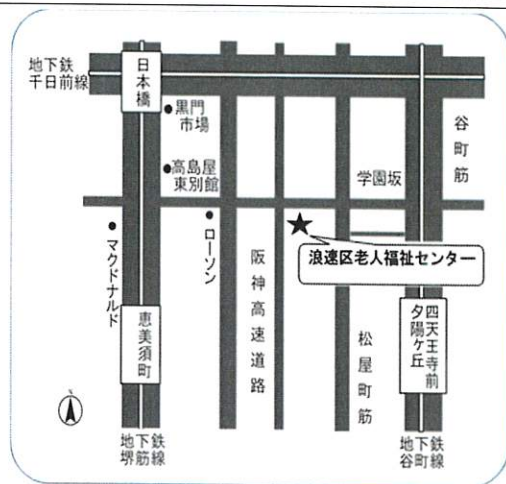 地下鉄
千日前線
日本橋
黒門
市場
谷町筋
高島屋
東別館
学園坂
マクドナルド
ローソン
浪速区老人福祉センター
阪神高速道路
恵美須町
松屋町筋
四天王寺前
夕陽ヶ丘
地下鉄
堺筋線
地下鉄
谷町線